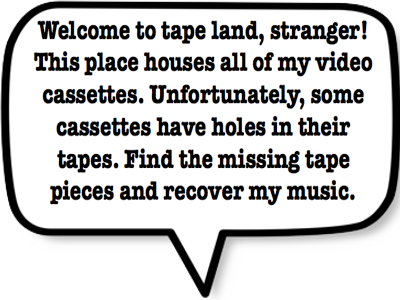 Welcome to tape land, stranger!
This place houses all of my video
cassettes. Unfortunately, some
cassettes have holes in their
tapes. Find the missing tape
pieces and recover my music.